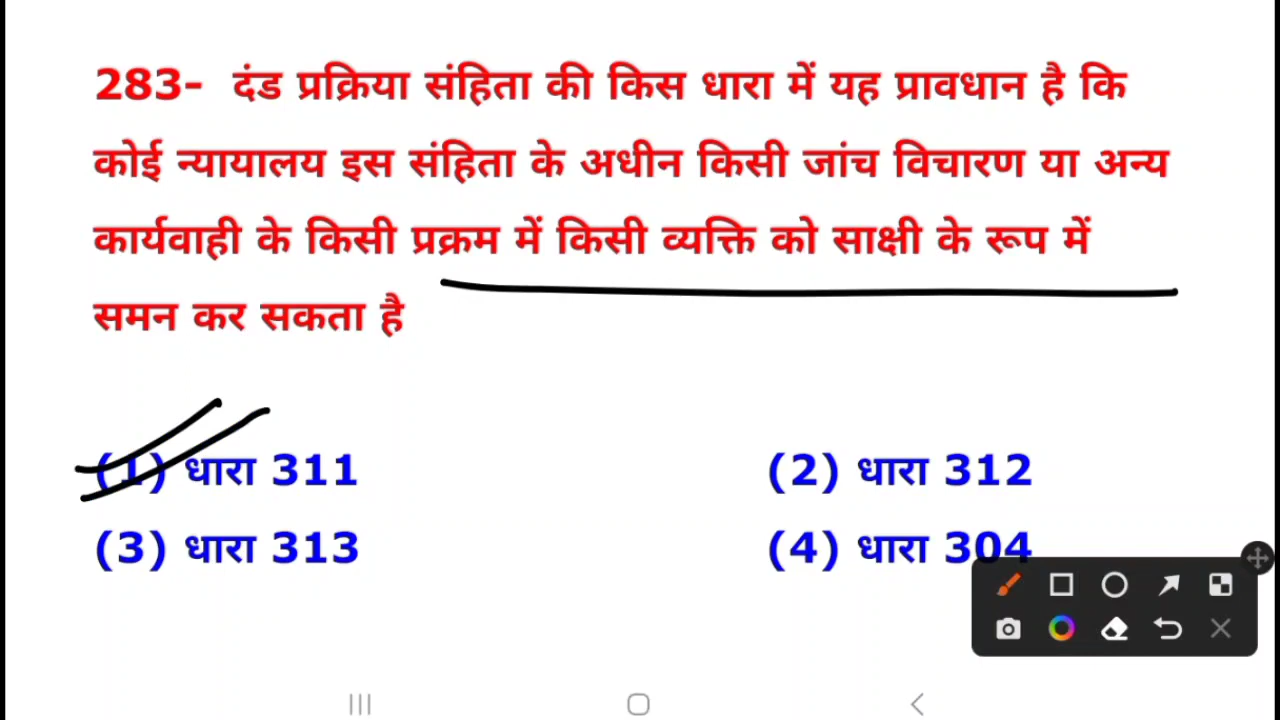 283- दंड प्रक्रिया संहिता की किस धारा में यह प्रावधान है कि
कोई न्यायालय इस संहिता के अधीन किसी जांच विचारण या अन्य
कार्यवाही के किसी प्रक्रम में किसी व्यक्ति को साक्षी के रूप में
समन कर सकता है
(1) धारा 311
(2) धारा 312
(3) धारा 313
(4) धारा 304